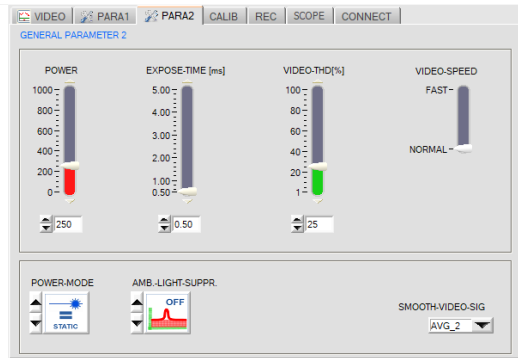 VIDEO PARA1 PARA2 CALIB REC SCOPE CONNECT
GENERAL PARAMETER 2
POWER EXPOSE-TIME [ms] VIDEO-THD[%] VIDEO-SPEED
1000 5.00 100 FAST
800 4.00 80
600 60
3.00
400 40 NORMAL
2.00
200 20
1.00
0 0.50 1
250 0.50 25
POWER-MODE AMB.-LIGHT-SUPPR.
OFF
STATIC
SMOOTH-VIDEO-SIG
AVG_2